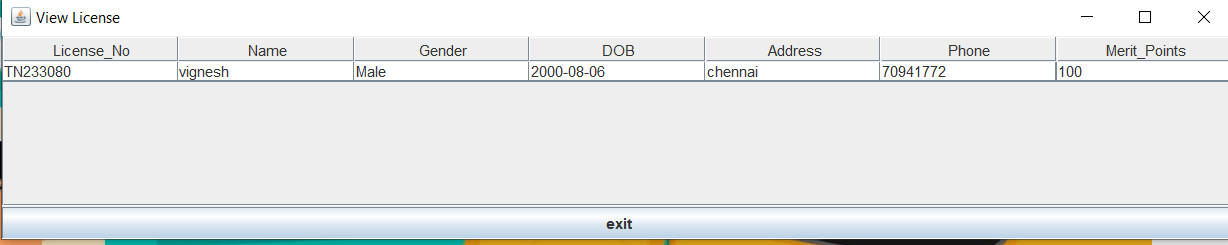 View License
License_No Name Gender DOB Address Phone Merit_Points
TN233080 vignesh Male 2000-08-06 chennai 70941772 100
exit